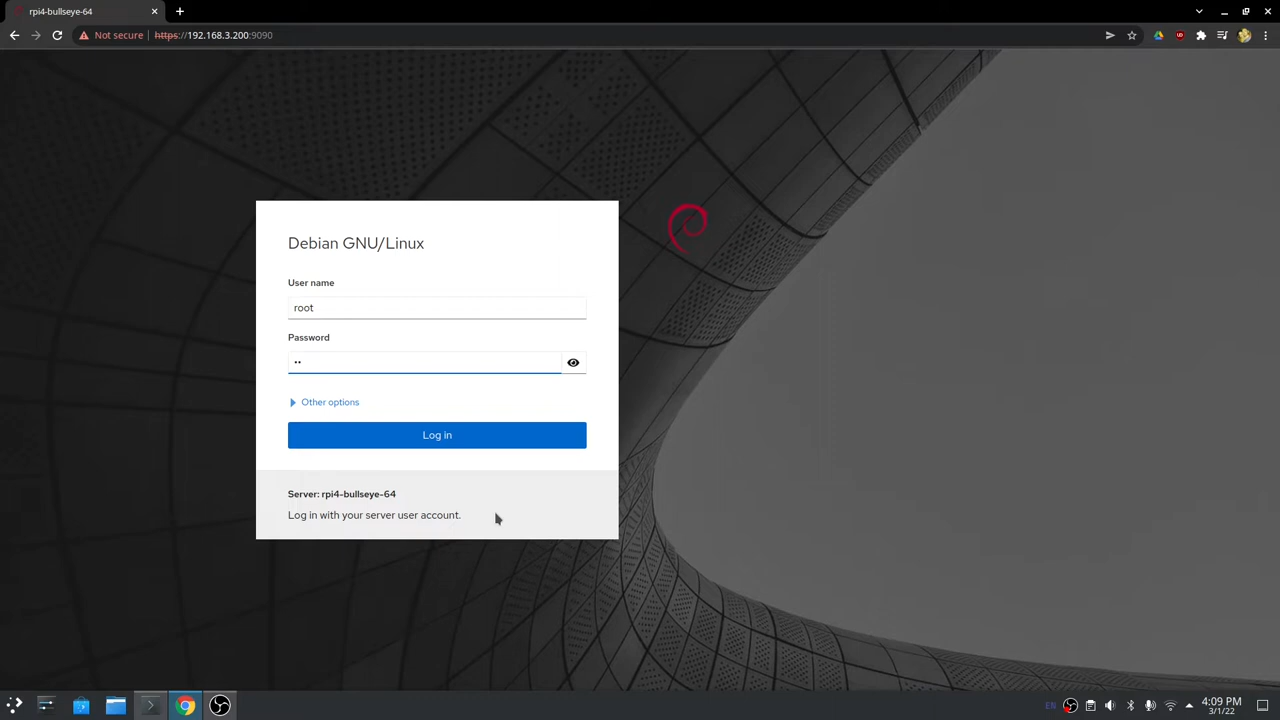 rpi4-bullseye-64
Not secure https://192.168.3.200:9090
Debian GNU/Linux
User name
root
Password
••
Other options
Log in
Server: rpi4-bullseye-64
Log in with your server user account.
EN
4:09 PM
3/1/22